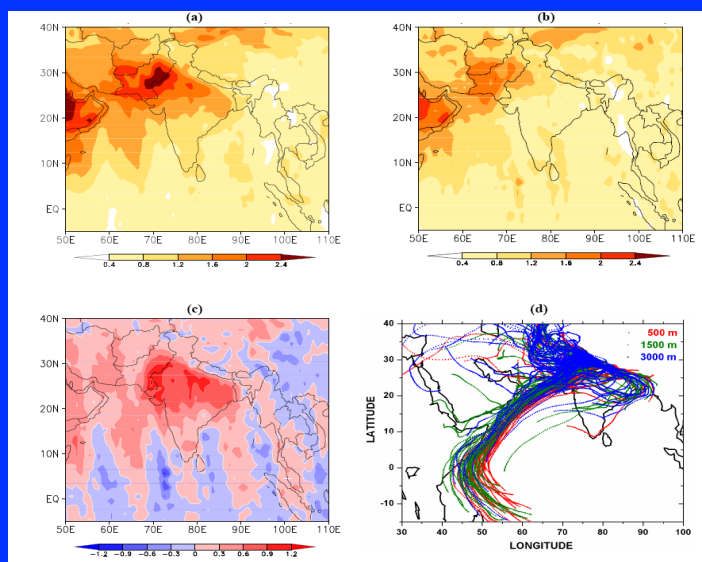 (a)
40N
30N
20N
10N
EQ
50E 60E 70E 80E 90E 100E 110E
0.4 0.8 1.2 1.6 2 2.4
(b)
40N
30N
20N
10N
EQ
50E 60E 70E 80E 90E 100E 110E
0.4 0.8 1.2 1.6 2 2.4
(c)
40N
30N
20N
10N
EQ
50E 60E 70E 80E 90E 100E 110E
-1.2 -0.9 -0.6 -0.3 0 0.3 0.6 0.9 1.2
(d)
500 m
1500 m
3000 m
LATITUDE
40
30
20
10
0
-10
30 40 50 60 70 80 90 100
LONGITUDE